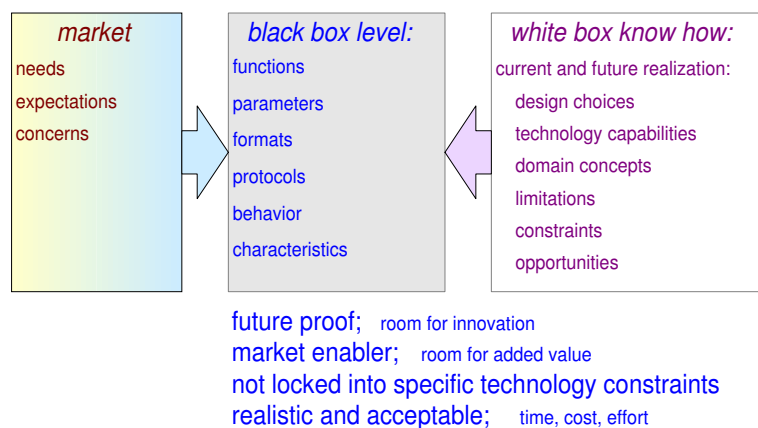 market
needs
expectations
concerns
black box level:
functions
parameters
formats
protocols
behavior
characteristics
white box know how:
current and future realization:
design choices
technology capabilities
domain concepts
limitations
constraints
opportunities
future proof; room for innovation
market enabler; room for added value
not locked into specific technology constraints
realistic and acceptable; time, cost, effort